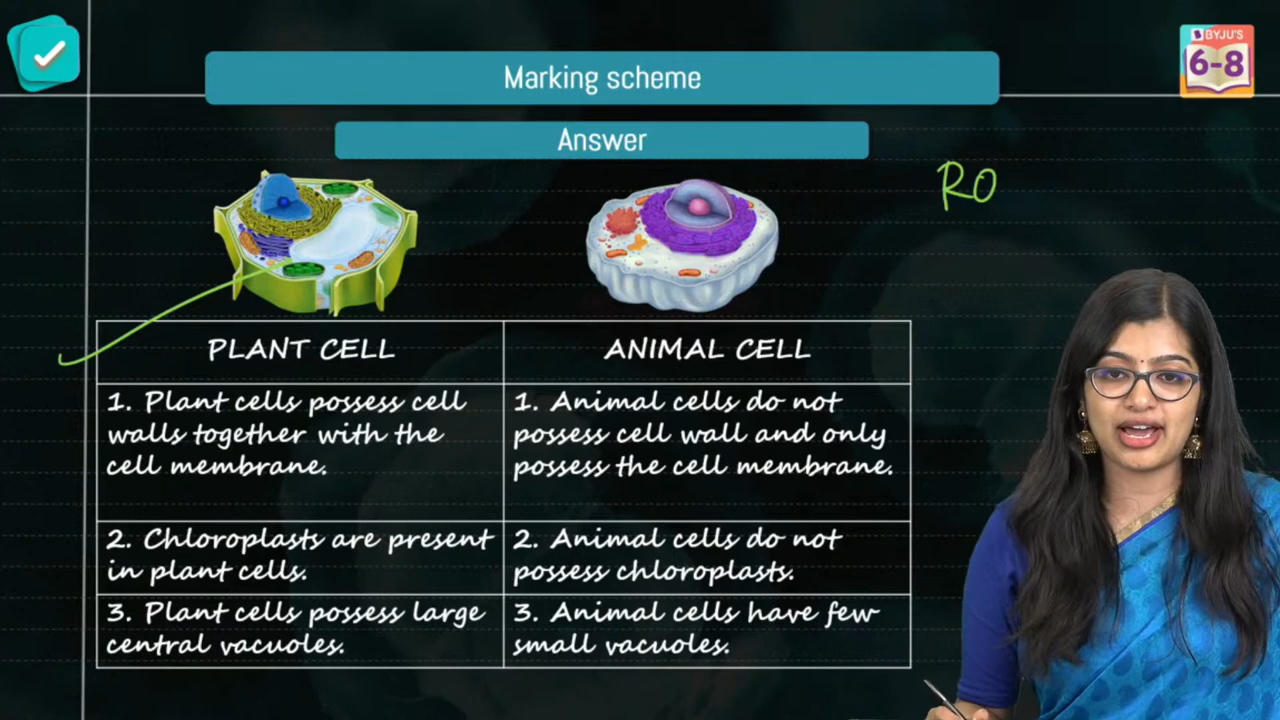 BYJU'S
6-8
Marking scheme
Answer
RO
PLANT CELL
ANIMAL CELL
1. Plant cells possess cell
walls together with the
cell membrane.
1. Animal cells do not
possess cell wall and only
possess the cell membrane.
2. Chloroplasts are present
in plant cells.
2. Animal cells do not
possess chloroplasts.
3. Plant cells possess large
central vacuoles.
3. Animal cells have few
small vacuoles.